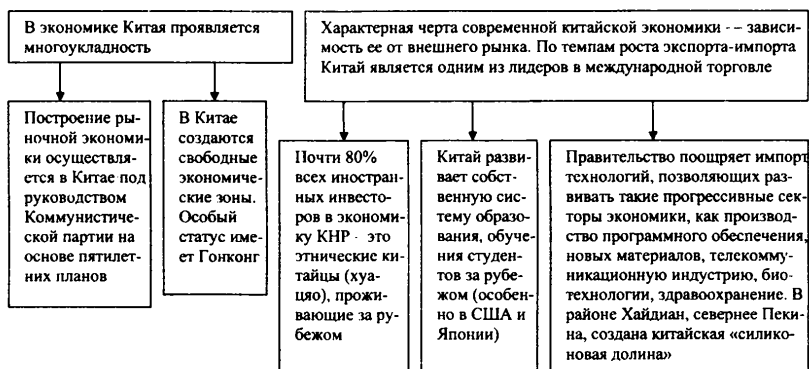 В экономике Китая проявляется
многоукладность
Характерная черта современной китайской экономики -- зависи-
мость ее от внешнего рынка. По темпам роста экспорта-импорта
Китай является одним из лидеров в международной торговле
Построение ры-
ночной экономи-
ки осуществля-
ется в Китае под
руководством
Коммунистиче-
ской партии на
основе пятилет-
них планов
В Китае
создаются
свободные
экономиче-
ские зоны.
Особый
статус име-
ет Гонконг
Почти 80%
всех иностран-
ных инвесто-
ров в экономи-
ку КНР - это
этнические ки-
тайцы (хуа-
цяо), прожи-
вающие за ру-
бежом
Китай разви-
вает собст-
венную сис-
тему образо-
вания, обуче-
ния студен-
тов за рубе-
жом (особен-
но в США и
Японии)
Правительство поощряет импорт
технологий, позволяющих раз-
вивать такие прогрессивные сек-
торы экономики, как производ-
ство программного обеспечения,
новых материалов, телекомму-
никационную индустрию, био-
технологии, здравоохранение. В
районе Хайдиан, севернее Пеки-
на, создана китайская «силико-
новая долина»